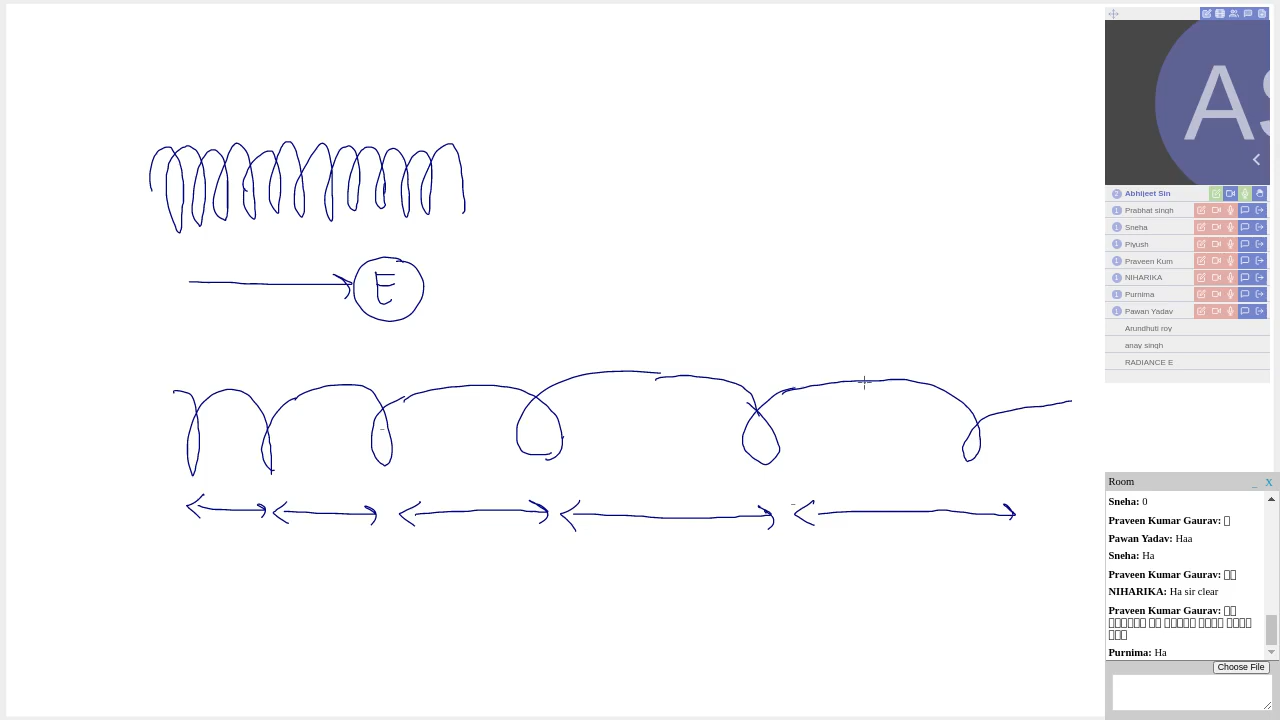 E
AS
Abhijeet Sin
Prabhat singh
Sneha
Piyush
Praveen Kum
NIHARIKA
Purnima
Pawan Yadav
Arundhuti roy
anay singh
RADIANCE E
Room
_ X
Sneha: 0
Praveen Kumar Gaurav:
Pawan Yadav: Haa
Sneha: Ha
Praveen Kumar Gaurav:
NIHARIKA: Ha sir clear
Praveen Kumar Gaurav:
Purnima: Ha
Choose File